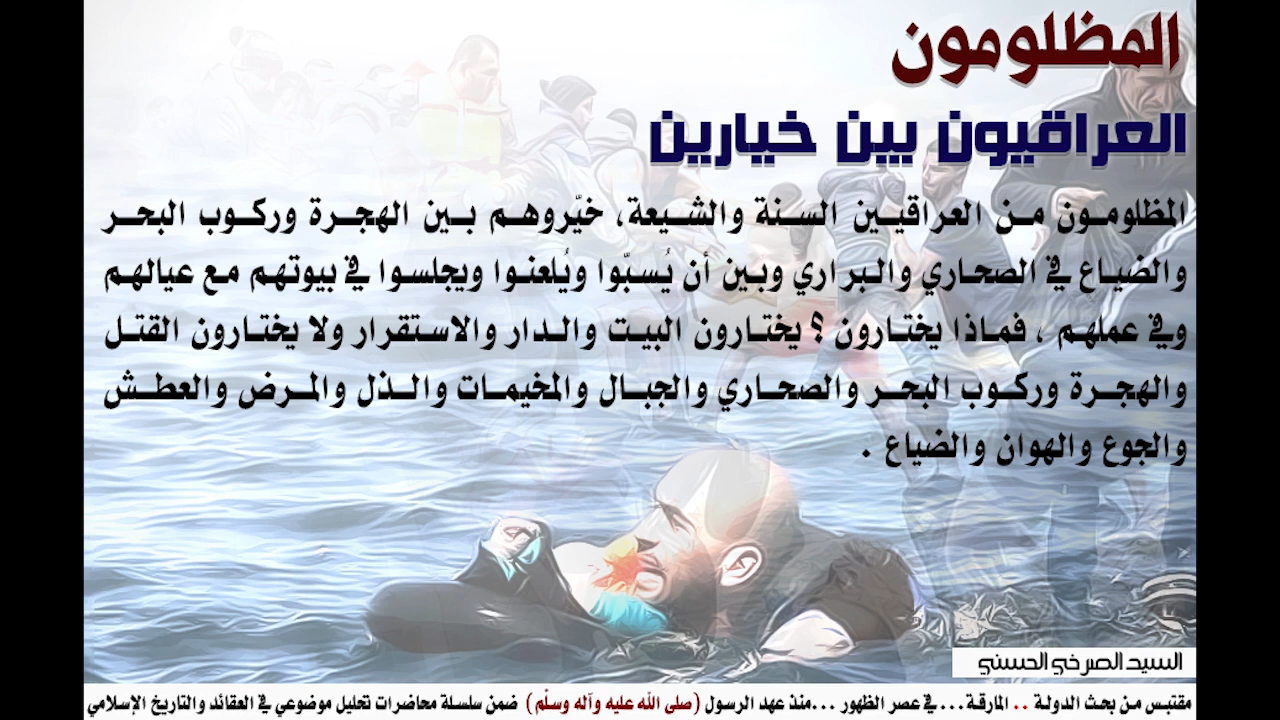 المظلومون
العراقيون بين خيارين
المظلومون من العراقيين السنة والشيعة، خيّروهم بين الهجرة وركوب البحر
والضياع في الصحاري والبراري وبين أن يُسبّوا ويُلعنوا ويجلسوا في بيوتهم مع عيالهم
وفي عملهم ، فماذا يختارون ؟ يختارون البيت والدار والاستقرار ولا يختارون القتل
والهجرة وركوب البحر والصحاري والجبال والمخيمات والذل والمرض والعطش
والجوع والهوان والضياع .
السيد الصرخي الحسني
مقتبس من بحث الدولة .. المارقة...في عصر الظهور ...منذ عهد الرسول (صلى الله عليه وآله وسلّم) ضمن سلسلة محاضرات تحليل موضوعي في العقائد والتاريخ الإسلامي